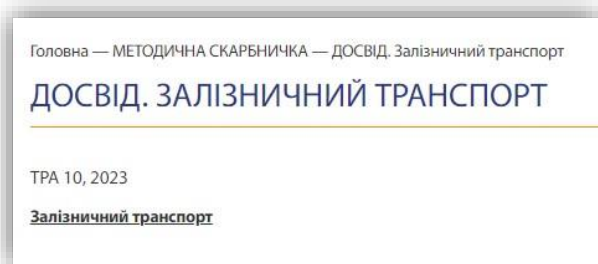 Головна — МЕТОДИЧНА СКАРБНИЧКА — ДОСВІД. Залізничний транспорт
ДОСВІД. ЗАЛІЗНИЧНИЙ ТРАНСПОРТ
ТРА 10, 2023
Залізничний транспорт